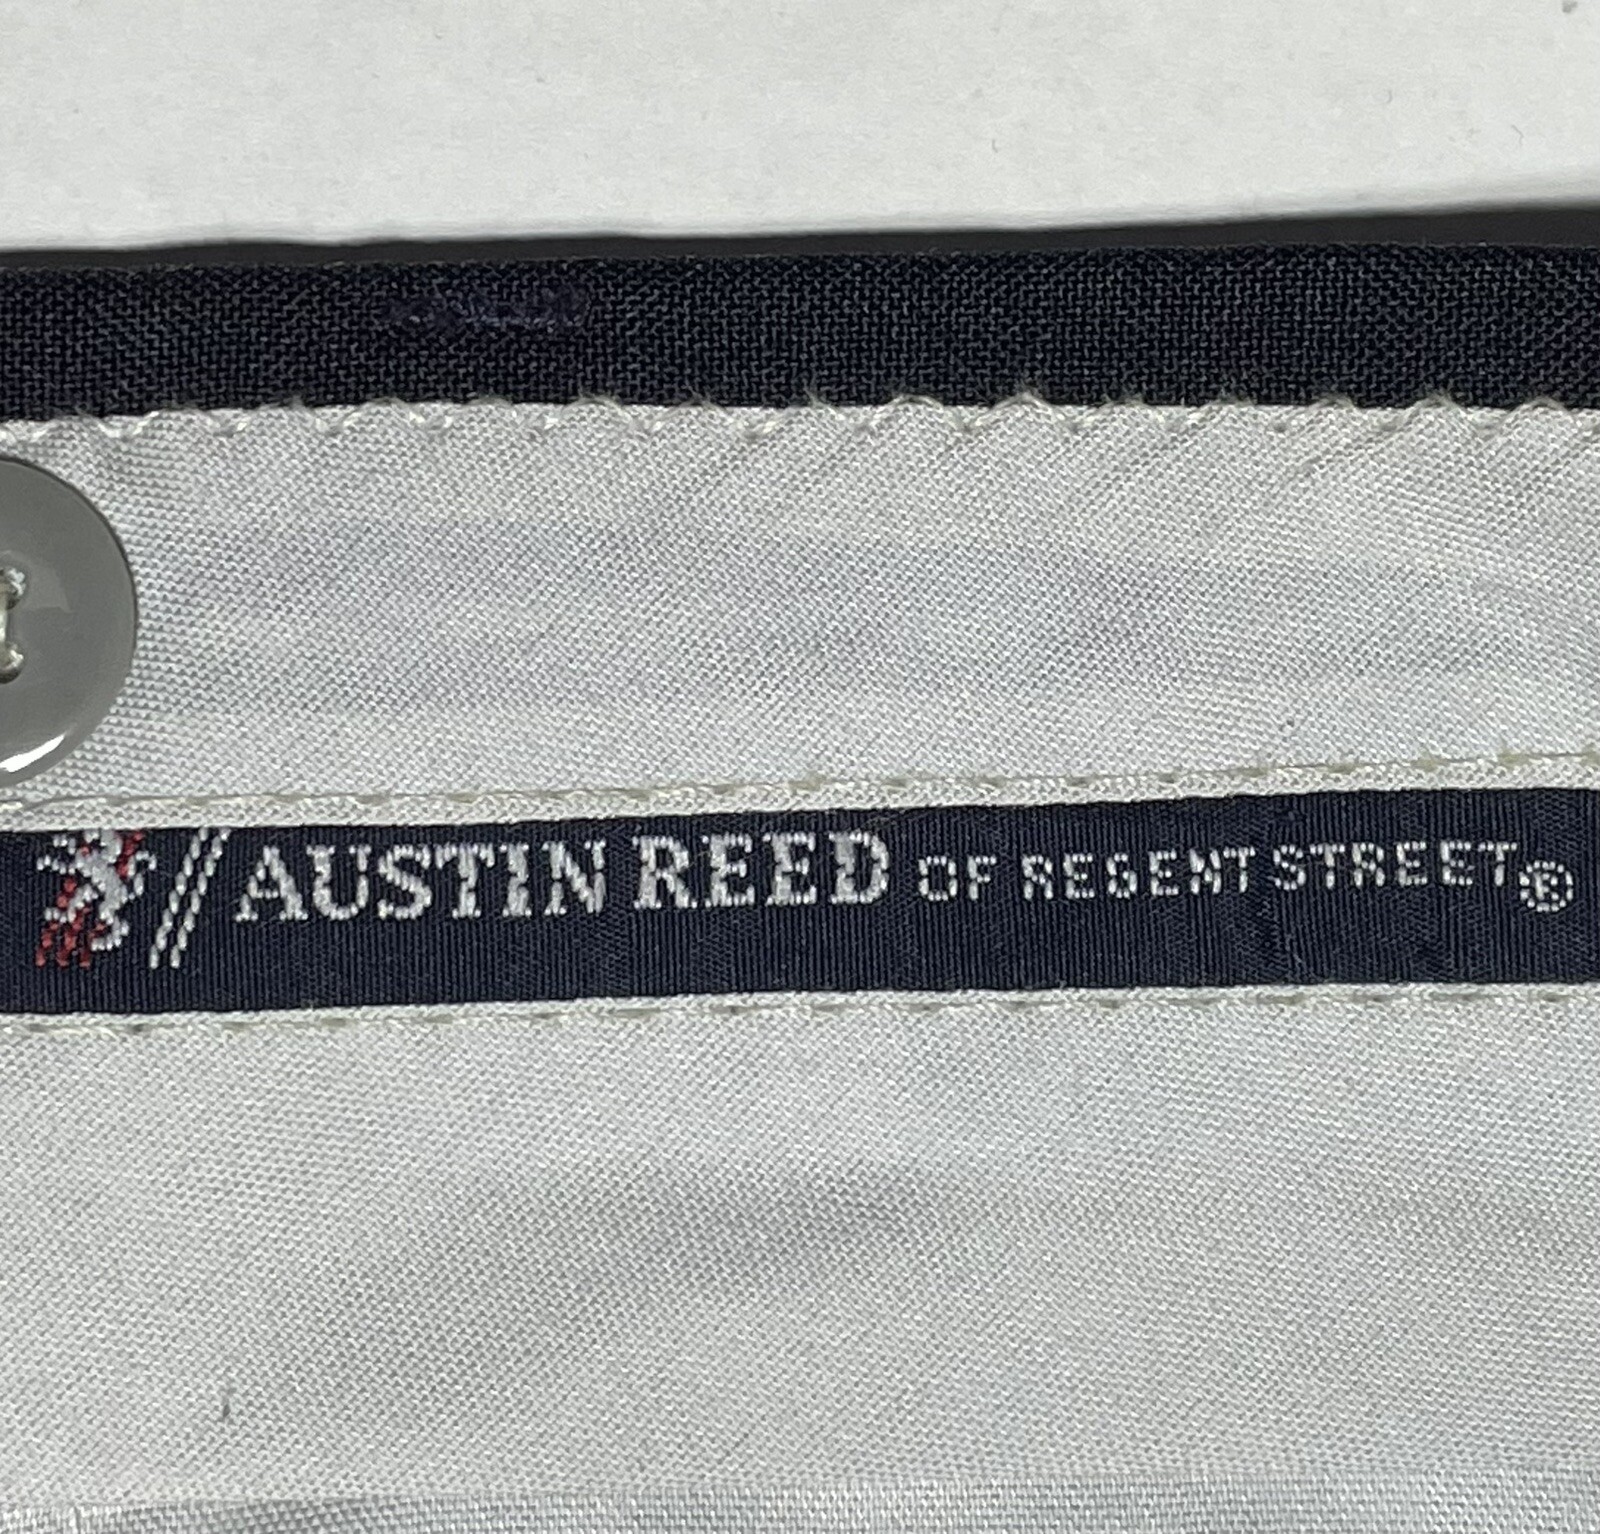 AUSTIN REED OF REGENT STREET®